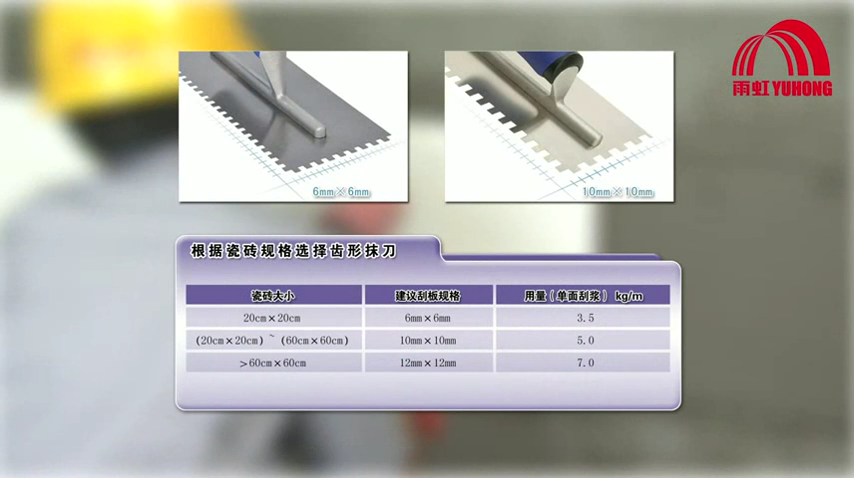 雨虹 YUHONG
6mm×6mm
10mm×10mm
根据瓷砖规格选择齿形抹刀
瓷砖大小 建议刮板规格 用量(单面刮浆) kg/m
20cm×20cm 6mm×6mm 3.5
(20cm×20cm)~(60cm×60cm) 10mm×10mm 5.0
>60cm×60cm 12mm×12mm 7.0